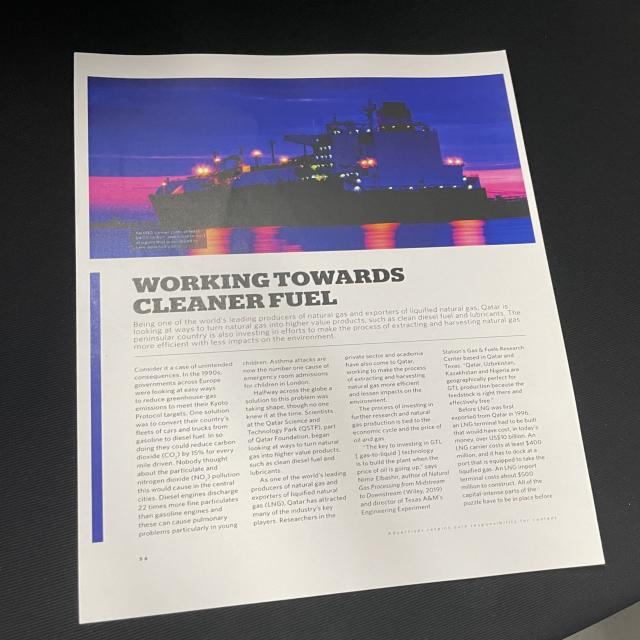 WORKING TOWARDS
CLEANER FUEL
Being one of the world's leading producers of natural gas and exporters of liquified natural gas, Qatar is
looking at ways to turn natural gas into higher value products, such as clean diesel fuel and lubricants. The
peninsular country is also investing in efforts to make the process of extracting and harvesting natural gas
more efficient with less impacts on the environment.
Consider it a case of unintended
consequences. In the 1990s,
governments across Europe
were looking at easy ways
to reduce greenhouse-gas
emissions to meet their Kyoto
Protocol targets. One solution
was to convert their country's
fleets of cars and trucks from
gasoline to diesel fuel. In so
doing they could reduce carbon
dioxide (CO₂) by 15% for every
mile driven. Nobody thought
about the particulate and
nitrogen dioxide (NO₂) pollution
this would cause in the central
cities. Diesel engines discharge
22 times more fine particulates
than gasoline engines and
these can cause pulmonary
problems particularly in young
children. Asthma attacks are
now the number one cause of
emergency room admissions
for children in London.
Halfway across the globe a
solution to this problem was
taking shape, though no one
knew it at the time. Scientists
at the Qatar Science and
Technology Park (QSTP), part
of Qatar Foundation, began
looking at ways to turn natural
gas into higher value products,
such as clean diesel fuel and
lubricants.
As one of the world's leading
producers of natural gas and
exporters of liquified natural
gas (LNG), Qatar has attracted
many of the industry's key
players. Researchers in the
private sector and academia
have also come to Qatar,
working to make the process
of extracting and harvesting
natural gas more efficient
and lessen impacts on the
environment.
The process of investing in
further research and natural
gas production is tied to the
economic cycle and the price of
oil and gas.
"The key to investing in GTL
[ gas-to-liquid ] technology
is to build the plant when the
price of oil is going up," says
Nimir Elbashir, author of Natural
Gas Processing from Midstream
to Downstream (Wiley, 2019)
and director of Texas A&M's
Engineering Experiment
Station's Gas & Fuels Research
Center based in Qatar and
Texas. "Qatar, Uzbekistan,
Kazakhstan and Nigeria are
geographically perfect for
GTL production because the
feedstock is right there and
effectively free."
Before LNG was first
exported from Qatar in 1996,
an LNG terminal had to be built
that would have cost, in today's
money, over US$10 billion. An
LNG carrier costs at least $400
million, and it has to dock at a
port that is equipped to take the
liquified gas. An LNG import
terminal costs about $500
million to construct. All of the
capital-intense parts of the
puzzle have to be in place before
Advertiser retains sole responsibility for content
S6